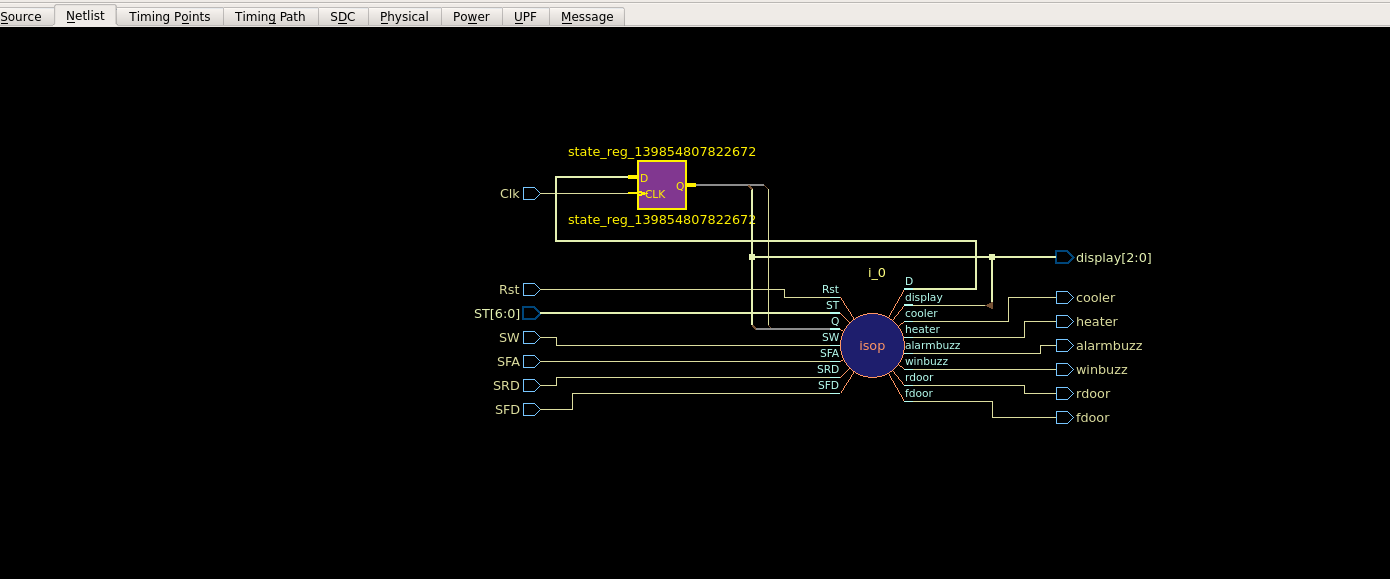 Source Netlist Timing Points Timing Path SDC Physical Power UPF Message
state_reg_139854807822672
D
Q
Clk
CLK
state_reg_139854807822672
display[2:0]
i_0
D
Rst
Rst
display
cooler
ST
ST[6:0]
cooler
Q
heater
heater
SW
SW
isop
alarmbuzz
alarmbuzz
SFA
SFA
winbuzz
winbuzz
SRD
SRD
rdoor
rdoor
SFD
SFD
fdoor
fdoor